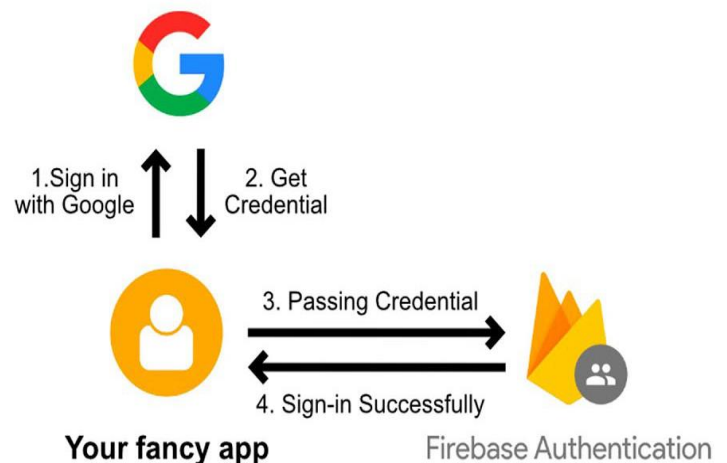 1.Sign in
with Google
2. Get
Credential
3. Passing Credential
4. Sign-in Successfully
Your fancy app
Firebase Authentication